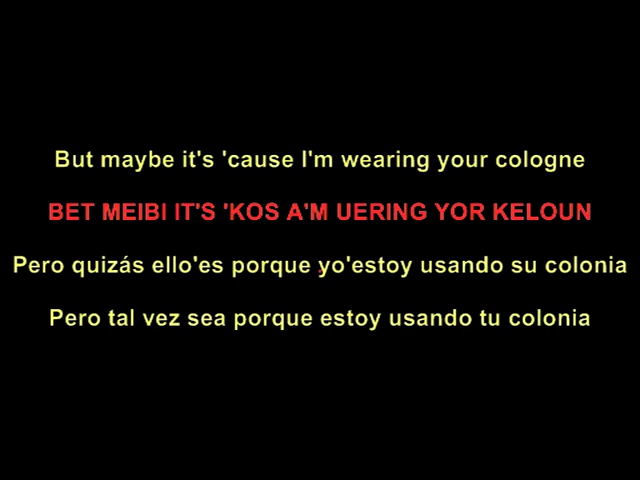 But maybe it's 'cause I'm wearing your cologne
BET MEIBI IT'S 'KOS A'M UERING YOR KELOUN
Pero quizás ello'es porque yo'estoy usando su colonia
Pero tal vez sea porque estoy usando tu colonia